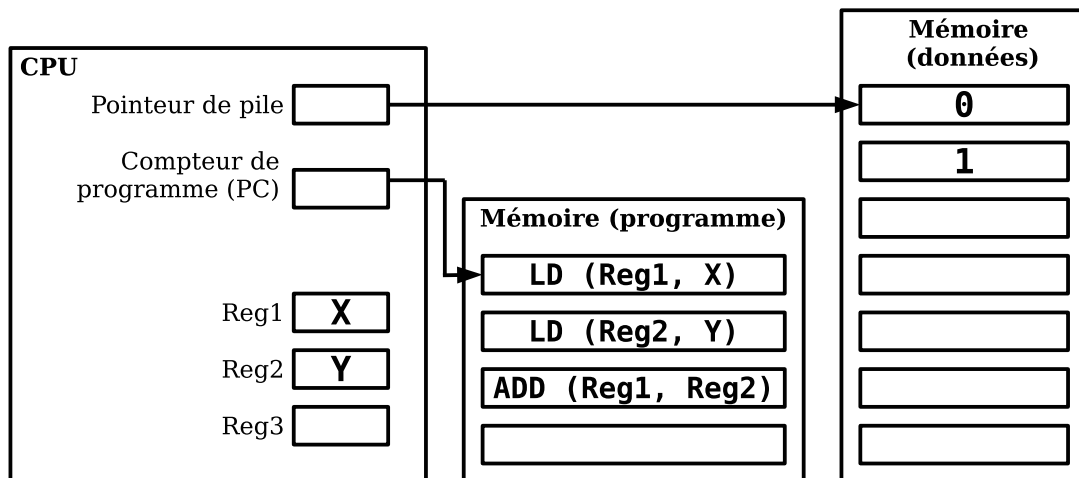 CPU
Pointeur de pile
Compteur de
programme (PC)
Reg1
X
Reg2
Y
Reg3
Mémoire (programme)
LD (Reg1, X)
LD (Reg2, Y)
ADD (Reg1, Reg2)
Mémoire
(données)
0
1